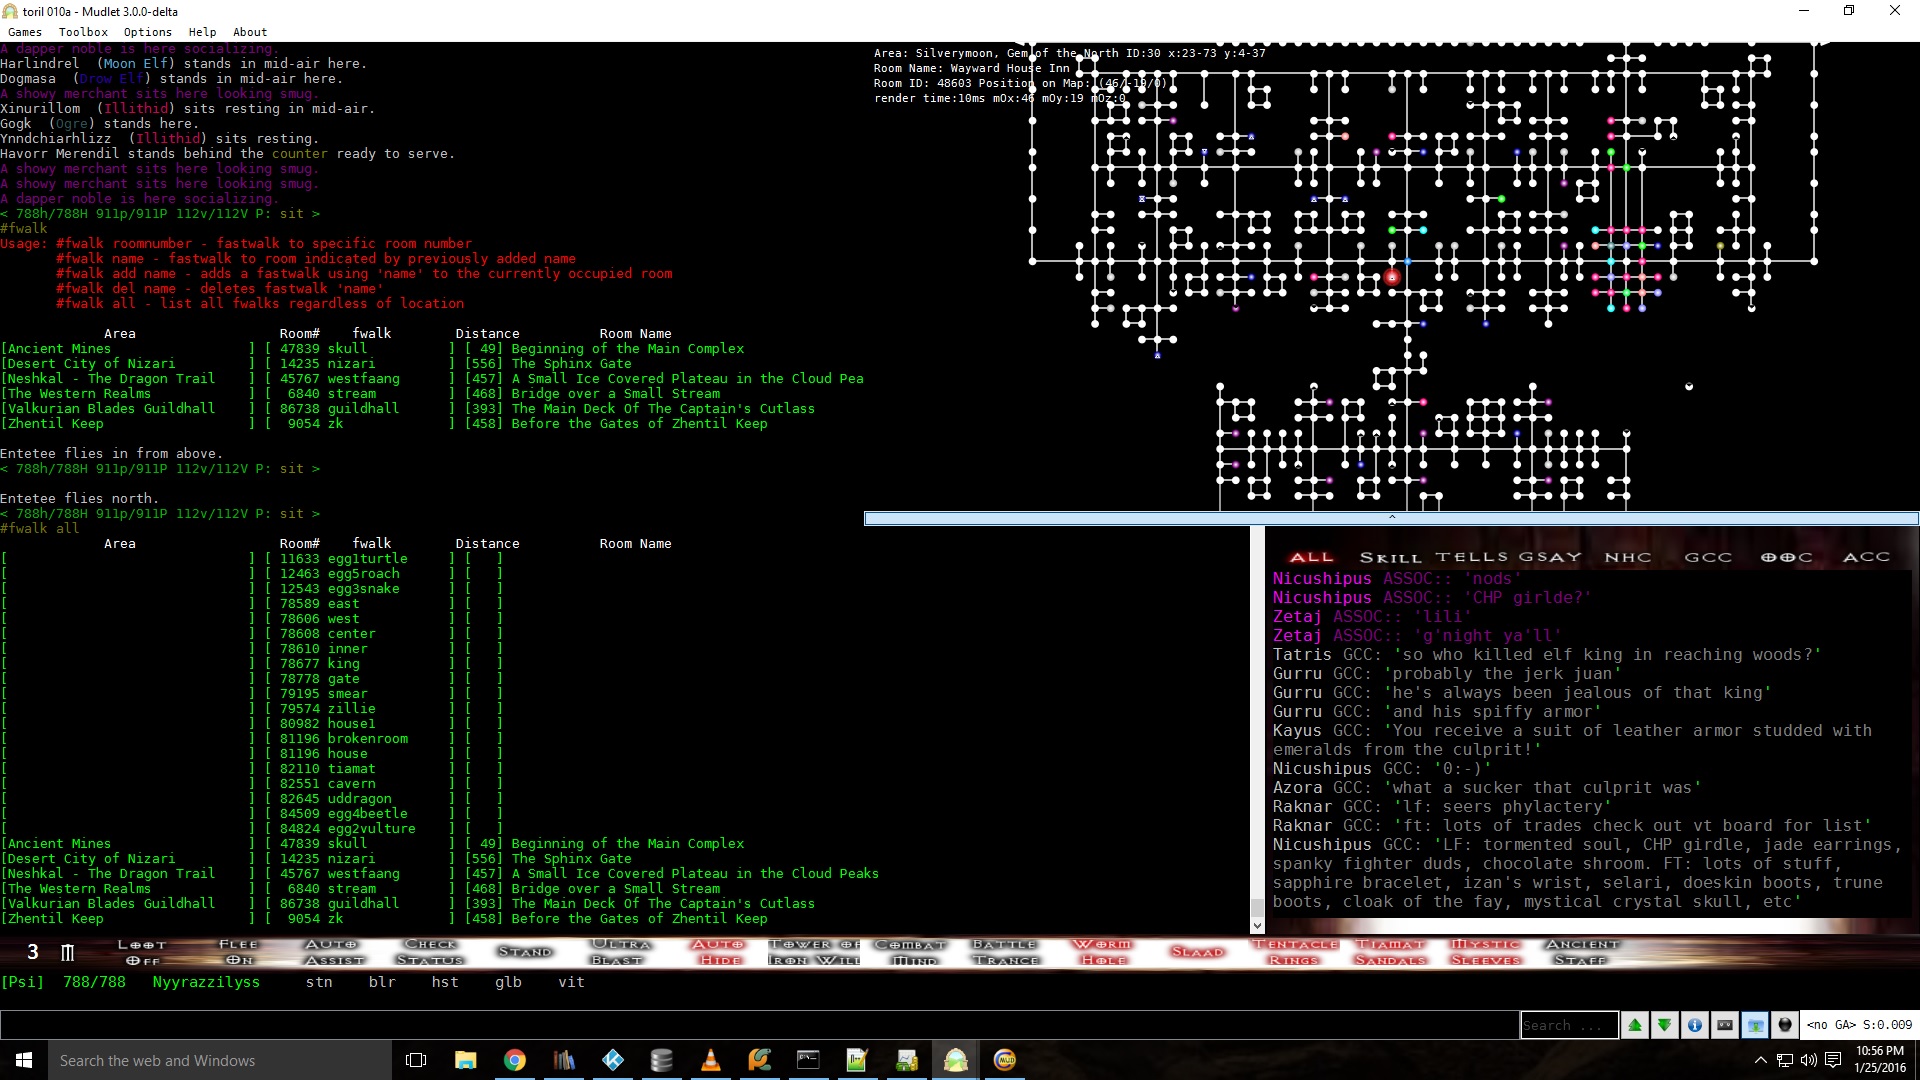 toril 010a - Mudlet 3.0.0-delta
Games Toolbox Options Help About
A dapper noble is here socializing.
Harlindrel (Moon Elf) stands in mid-air here.
Dogmasa (Drow Elf) stands in mid-air here.
A showy merchant sits here looking smug.
Xinurillom (Illithid) sits resting in mid-air.
Gogk (Ogre) stands here.
Ynndchiarhlizz (Illithid) sits resting.
Havorr Merendil stands behind the counter ready to serve.
A showy merchant sits here looking smug.
A showy merchant sits here looking smug.
A dapper noble is here socializing.
< 788h/788H 911p/911P 112v/112V P: sit >
#fwalk
Usage: #fwalk roomnumber - fastwalk to specific room number
#fwalk name - fastwalk to room indicated by previously added name
#fwalk add name - adds a fastwalk using 'name' to the currently occupied room
#fwalk del name - deletes fastwalk 'name'
#fwalk all - list all fwalks regardless of location
Area Room# fwalk Distance Room Name
[Ancient Mines ] [ 47839 skull ] [ 49] Beginning of the Main Complex
[Desert City of Nizari ] [ 14235 nizari ] [556] The Sphinx Gate
[Neshkal - The Dragon Trail ] [ 45767 westfaang ] [457] A Small Ice Covered Plateau in the Cloud Pea
[The Western Realms ] [ 6840 stream ] [468] Bridge over a Small Stream
[Valkurian Blades Guildhall ] [ 86738 guildhall ] [393] The Main Deck Of The Captain's Cutlass
[Zhentil Keep ] [ 9054 zk ] [458] Before the Gates of Zhentil Keep
Entetee flies in from above.
< 788h/788H 911p/911P 112v/112V P: sit >
Entetee flies north.
< 788h/788H 911p/911P 112v/112V P: sit >
#fwalk all
Area Room# fwalk Distance Room Name
[ ] [ 11633 egg1turtle ] [ ]
[ ] [ 12463 egg5roach ] [ ]
[ ] [ 12543 egg3snake ] [ ]
[ ] [ 78589 east ] [ ]
[ ] [ 78606 west ] [ ]
[ ] [ 78608 center ] [ ]
[ ] [ 78610 inner ] [ ]
[ ] [ 78677 king ] [ ]
[ ] [ 78778 gate ] [ ]
[ ] [ 79195 smear ] [ ]
[ ] [ 79574 zillie ] [ ]
[ ] [ 80982 house1 ] [ ]
[ ] [ 81196 brokenroom ] [ ]
[ ] [ 81196 house ] [ ]
[ ] [ 82110 tiamat ] [ ]
[ ] [ 82551 cavern ] [ ]
[ ] [ 82645 uddragon ] [ ]
[ ] [ 84509 egg4beetle ] [ ]
[ ] [ 84824 egg2vulture ] [ ]
[Ancient Mines ] [ 47839 skull ] [ 49] Beginning of the Main Complex
[Desert City of Nizari ] [ 14235 nizari ] [556] The Sphinx Gate
[Neshkal - The Dragon Trail ] [ 45767 westfaang ] [457] A Small Ice Covered Plateau in the Cloud Peaks
[The Western Realms ] [ 6840 stream ] [468] Bridge over a Small Stream
[Valkurian Blades Guildhall ] [ 86738 guildhall ] [393] The Main Deck Of The Captain's Cutlass
[Zhentil Keep ] [ 9054 zk ] [458] Before the Gates of Zhentil Keep
Area: Silverymoon, Gem of the North ID:30 x:23-73 y:4-37
Room Name: Wayward House Inn
Room ID: 48603 Position on Map: (46/-19/0)
render time:10ms mOx:46 mOy:19 mOz:0
ALL SKILL TELLS GSAY NHC GCC OOC ACC
Nicushipus ASSOC:: 'nods'
Nicushipus ASSOC:: 'CHP girlde?'
Zetaj ASSOC:: 'lili'
Zetaj ASSOC:: 'g'night ya'll'
Tatris GCC: 'so who killed elf king in reaching woods?'
Gurru GCC: 'probably the jerk juan'
Gurru GCC: 'he's always been jealous of that king'
Gurru GCC: 'and his spiffy armor'
Kayus GCC: 'You receive a suit of leather armor studded with
emeralds from the culprit!'
Nicushipus GCC: '0:-)'
Azora GCC: 'what a sucker that culprit was'
Raknar GCC: 'lf: seers phylactery'
Raknar GCC: 'ft: lots of trades check out vt board for list'
Nicushipus GCC: 'LF: tormented soul, CHP girdle, jade earrings,
spanky fighter duds, chocolate shroom. FT: lots of stuff,
sapphire bracelet, izan's wrist, selari, doeskin boots, trune
boots, cloak of the fay, mystical crystal skull, etc'
3
LOOT OFF
FLEE ON
AUTO ASSIST
CHECK STATUS
STAND
ULTRA BLAST
AUTO HIDE
TOWER OF IRON WILL
COMBAT MIND
BATTLE TRANCE
WORM HOLE
SLAAD
TENTACLE RINGS
TIAMAT SANDALS
MYSTIC SLEEVES
ANCIENT STAFF
[Psi] 788/788 Nyyrazzilyss stn blr hst glb vit
Search ...
<no GA> S:0.009
Search the web and Windows
10:56 PM
1/25/2016